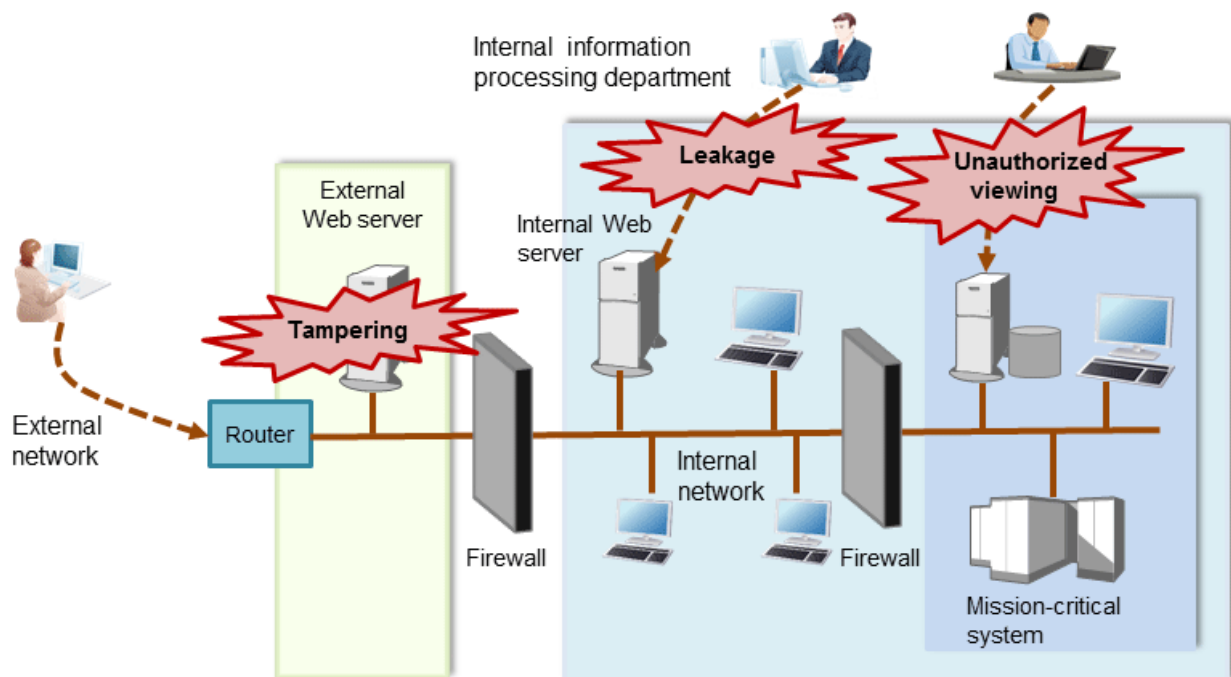 Internal information
processing department
Leakage
Unauthorized
viewing
External
Web server
Internal Web
server
Tampering
External
network
Router
Internal
network
Firewall
Firewall
Mission-critical
system